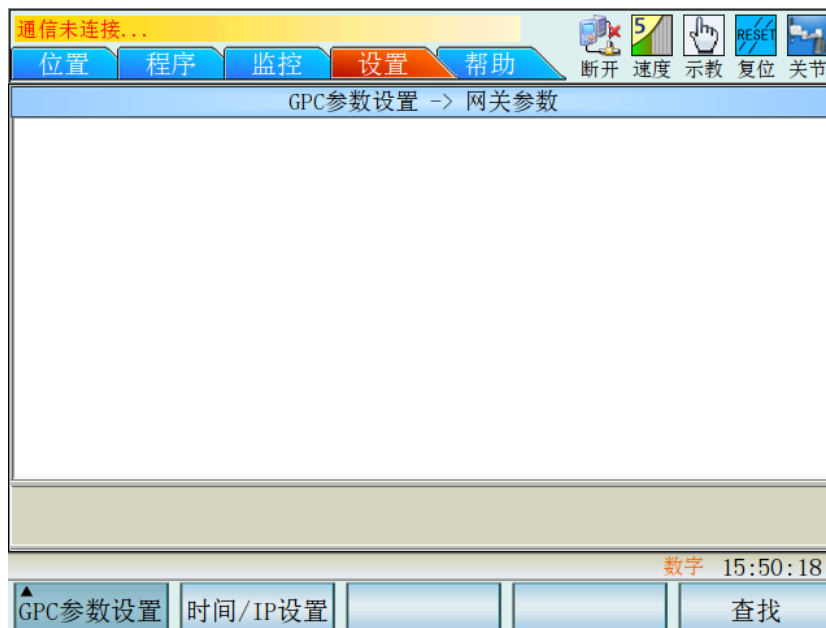 通信未连接...
5 RESET
位置 程序 监控 设置 帮助 断开 速度 示教 复位 关节
GPC参数设置 -> 网关参数
数字 15:50:18
GPC参数设置 时间/IP设置 查找